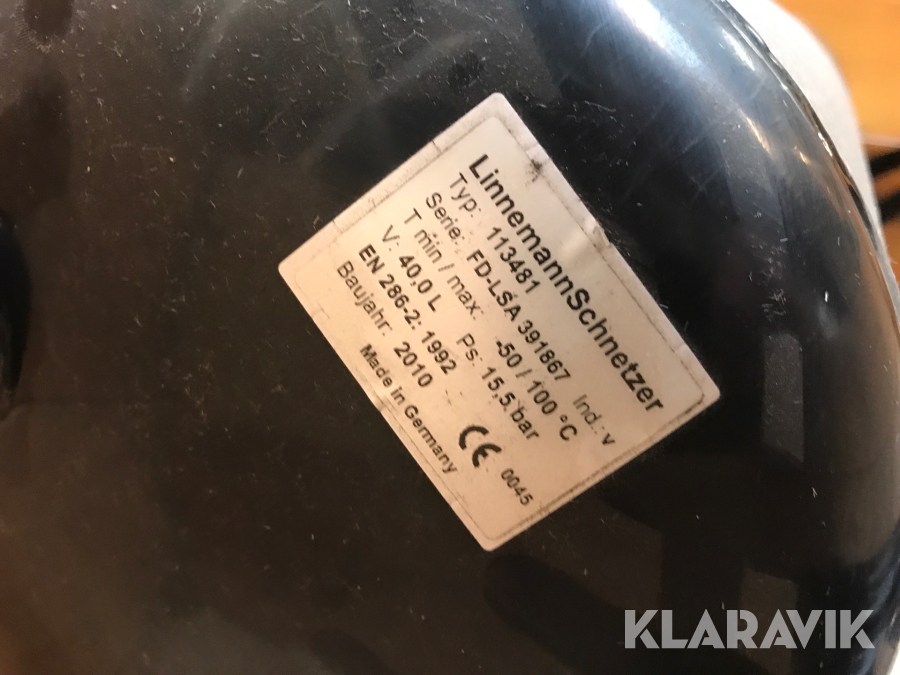 LinnemannSchnetzer
Typ: 113481
Serie: FD-LSA 391867 Ind.: v
T min / max: -50 / 100 °C
V: 40,0 L Ps: 15,5 bar
EN 286-2: 1992
Baujahr: 2010
CE 0045
Made in Germany
KLARAVIK